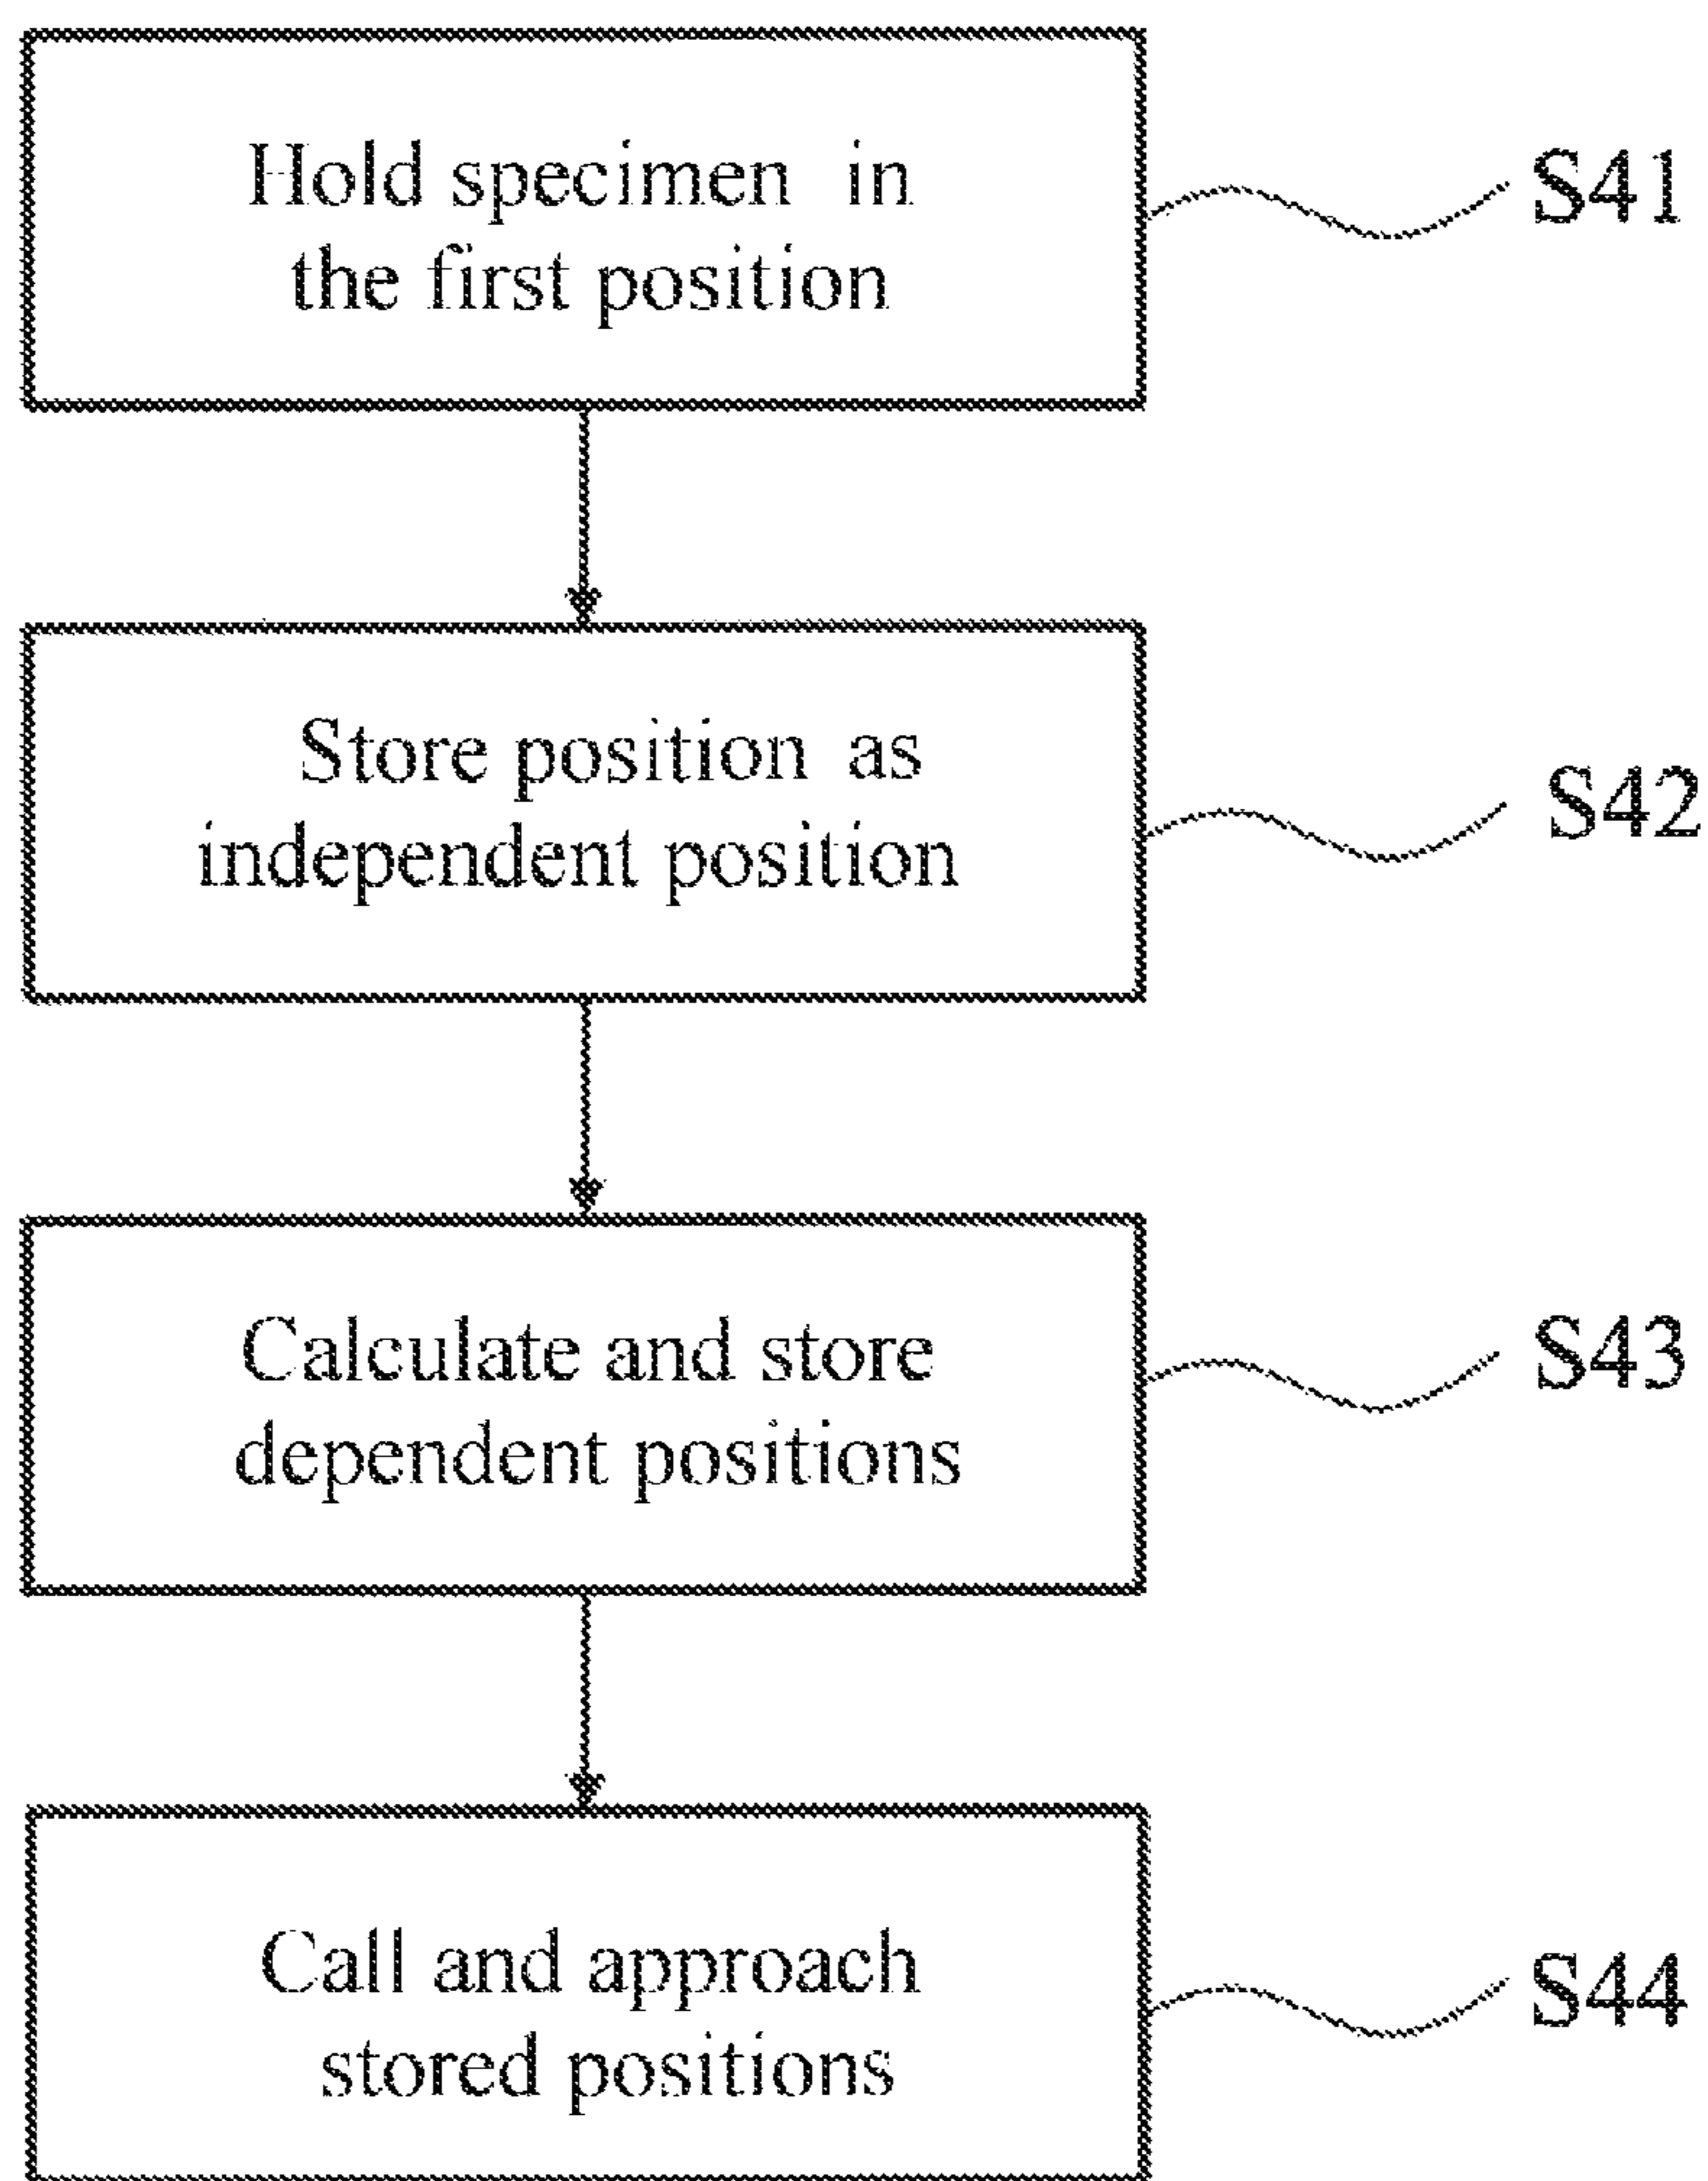 Hold specimen in
the first position
S41
Store position as
independent position
S42
Calculate and store
dependent positions
S43
Call and approach
stored positions
S44